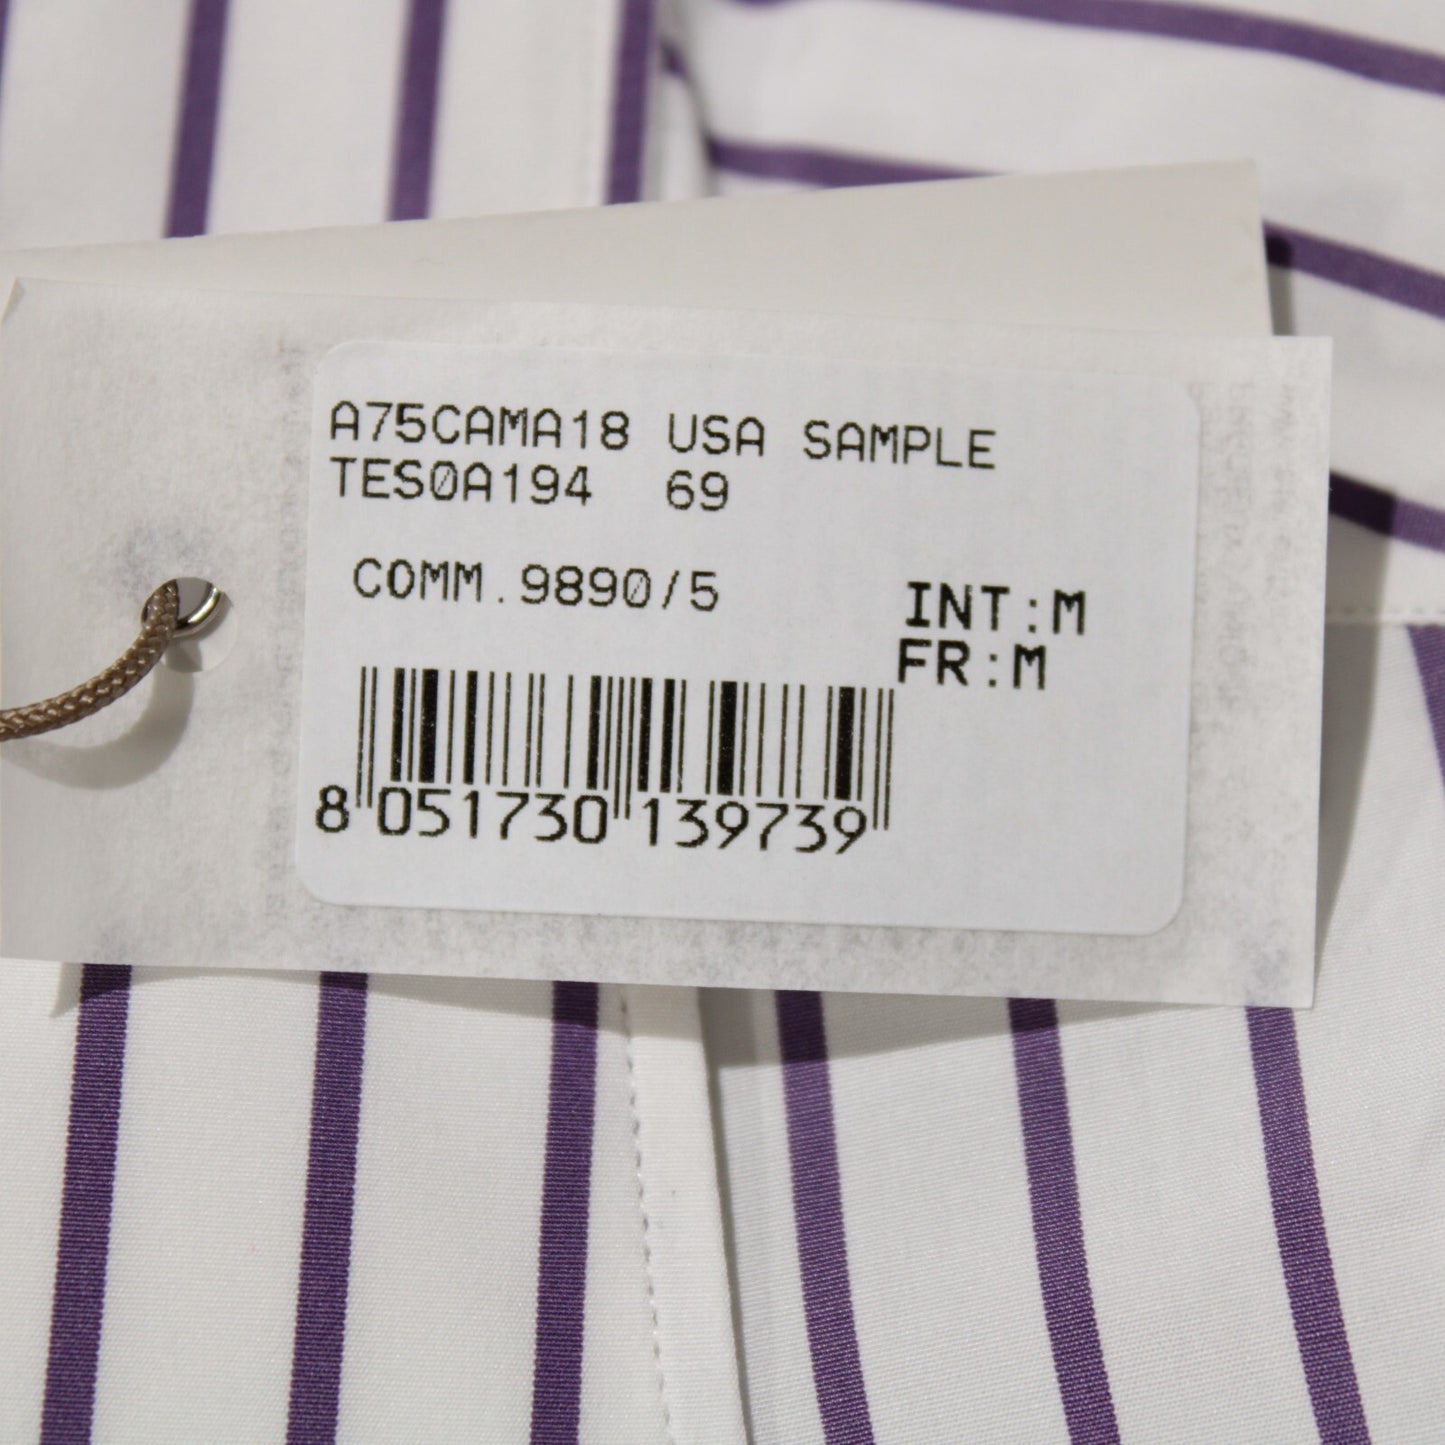 A75CAMA18 USA SAMPLE
TES0A194 69
COMM.9890/5
INT:M
FR:M
8 051730 139739